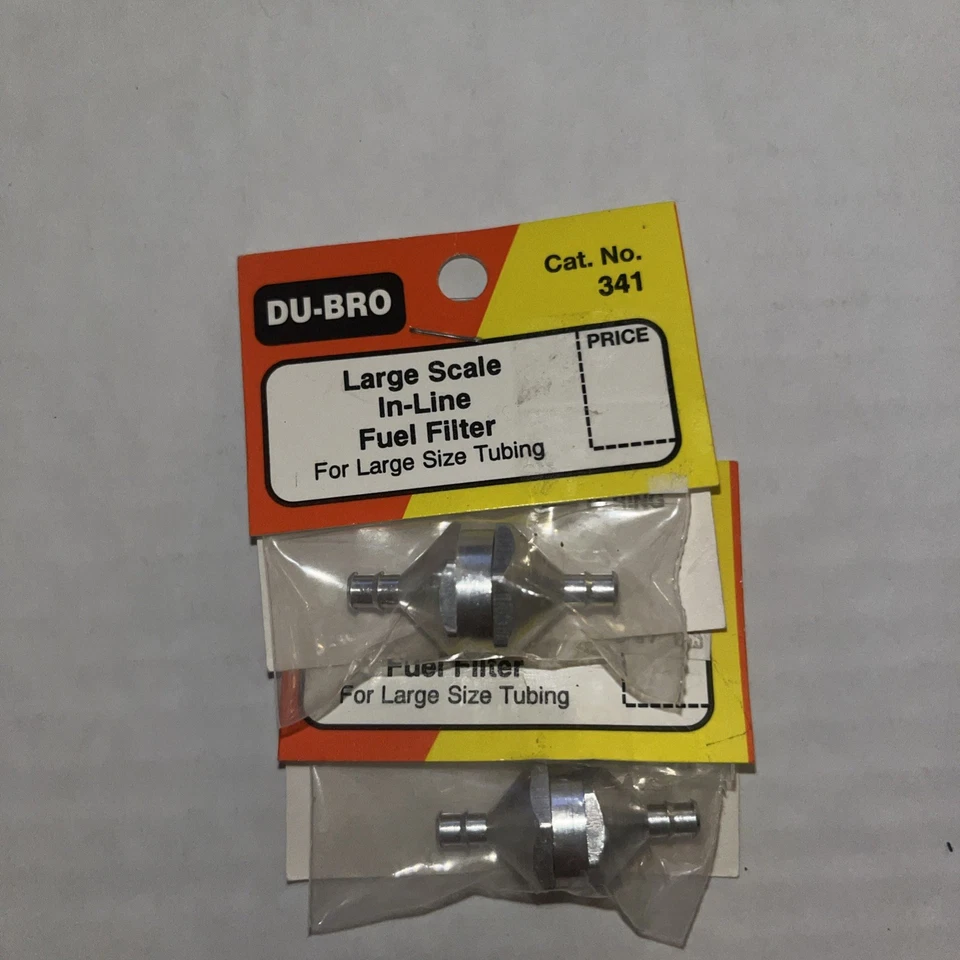 DU-BRO
Cat. No.
341
Large Scale
In-Line
Fuel Filter
For Large Size Tubing
PRICE
Fuel Filter
For Large Size Tubing